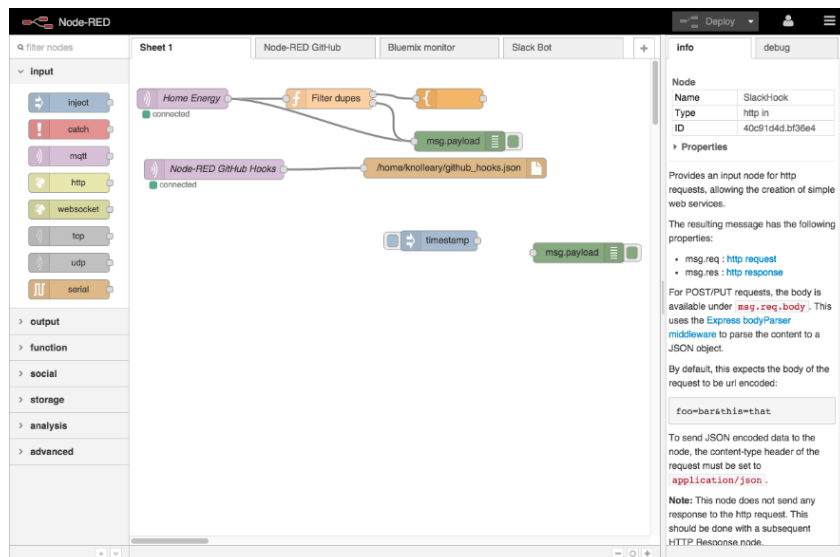 Node-RED
Deploy
filter nodes
Sheet 1
Node-RED GitHub
Bluemix monitor
Slack Bot
+
info
debug
input
inject
catch
mqtt
http
websocket
tcp
udp
serial
output
function
social
storage
analysis
advanced
Home Energy
connected
Filter dupes
{
msg.payload
Node-RED GitHub Hooks
connected
/home/knolleary/github_hooks.json
timestamp
msg.payload
Node
Name SlackHook
Type http in
ID 40c91d4d.bf36e4
Properties
Provides an input node for http
requests, allowing the creation of simple
web services.
The resulting message has the following
properties:
• msg.req : http request
• msg.res : http response
For POST/PUT requests, the body is
available under msg.req.body. This
uses the Express bodyParser
middleware to parse the content to a
JSON object.
By default, this expects the body of the
request to be url encoded:
foo=bar&this=that
To send JSON encoded data to the
node, the content-type header of the
request must be set to
application/json.
Note: This node does not send any
response to the http request. This
should be done with a subsequent
HTTP Response node.